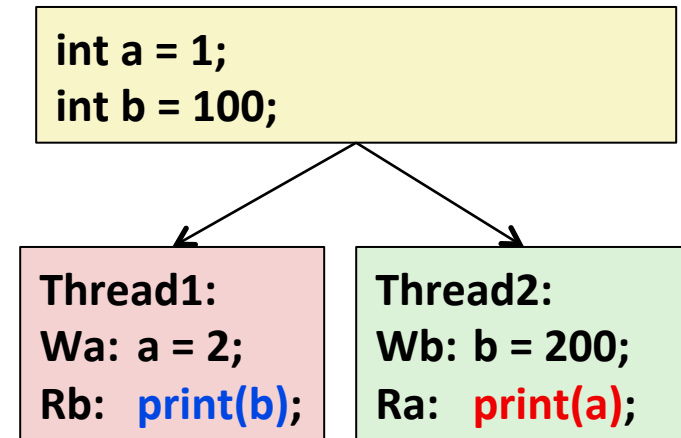 int a = 1;
int b = 100;
Thread1:
Wa: a = 2;
Rb: print(b);
Thread2:
Wb: b = 200;
Ra: print(a);